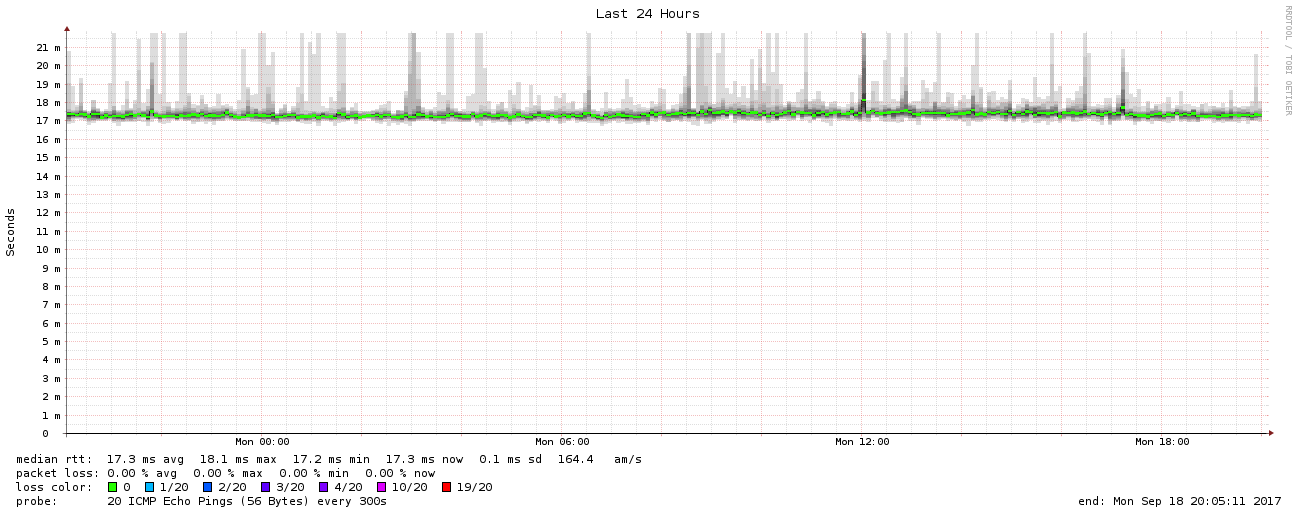 Last 24 Hours
RRDTOOL / TOBI OETIKER
Seconds
21 m
20 m
19 m
18 m
17 m
16 m
15 m
14 m
13 m
12 m
11 m
10 m
9 m
8 m
7 m
6 m
5 m
4 m
3 m
2 m
1 m
0
Mon 00:00 Mon 06:00 Mon 12:00 Mon 18:00
median rtt: 17.3 ms avg 18.1 ms max 17.2 ms min 17.3 ms now 0.1 ms sd 164.4 am/s
packet loss: 0.00 % avg 0.00 % max 0.00 % min 0.00 % now
loss color: 0 1/20 2/20 3/20 4/20 10/20 19/20
probe: 20 ICMP Echo Pings (56 Bytes) every 300s end: Mon Sep 18 20:05:11 2017